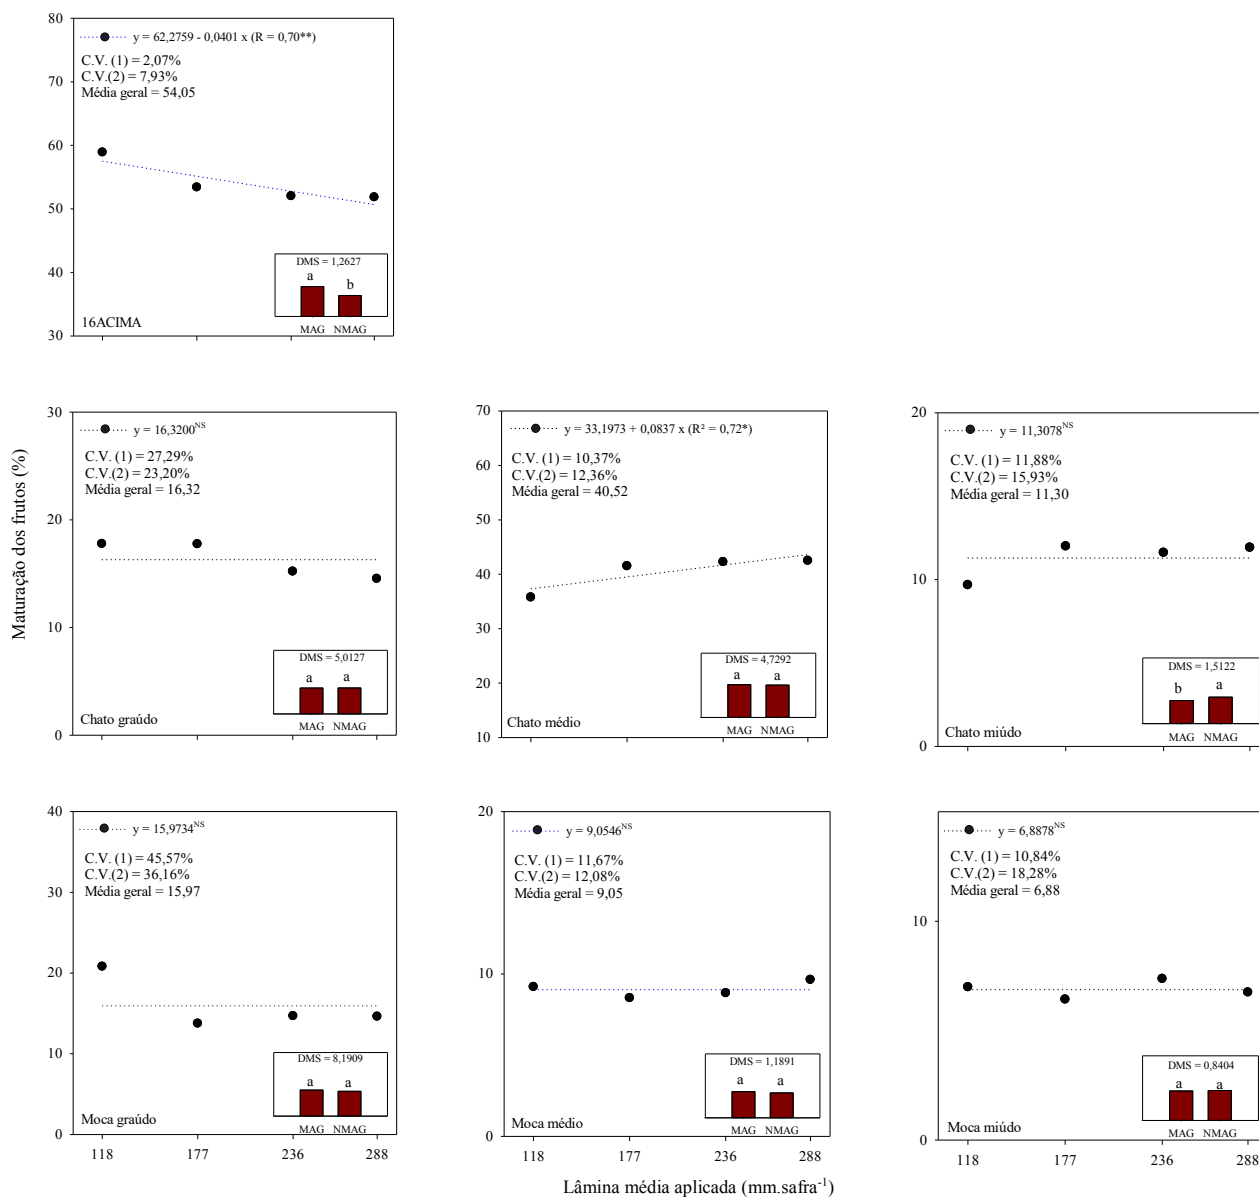 80
y = 62,2759 - 0,0401 x (R = 0,70**)
C.V. (1) = 2,07%
C.V.(2) = 7,93%
Média geral = 54,05
70
60
50
40
30
DMS = 1,2627
a b
MAG NMAG
16ACIMA
Maturação dos frutos (%)
30
y = 16,3200NS
C.V. (1) = 27,29%
C.V.(2) = 23,20%
Média geral = 16,32
20
10
0
DMS = 5,0127
a a
MAG NMAG
Chato graúdo
70
y = 33,1973 + 0,0837 x (R² = 0,72*)
C.V. (1) = 10,37%
C.V.(2) = 12,36%
Média geral = 40,52
60
50
40
30
20
10
DMS = 4,7292
a a
MAG NMAG
Chato médio
20
y = 11,3078NS
C.V. (1) = 11,88%
C.V.(2) = 15,93%
Média geral = 11,30
10
0
DMS = 1,5122
b a
MAG NMAG
Chato miúdo
40
y = 15,9734NS
C.V. (1) = 45,57%
C.V.(2) = 36,16%
Média geral = 15,97
30
20
10
0
DMS = 8,1909
a a
MAG NMAG
Moca graúdo
118 177 236 288
20
y = 9,0546NS
C.V. (1) = 11,67%
C.V.(2) = 12,08%
Média geral = 9,05
10
0
DMS = 1,1891
a a
MAG NMAG
Moca médio
118 177 236 288
y = 6,8878NS
C.V. (1) = 10,84%
C.V.(2) = 18,28%
Média geral = 6,88
10
0
DMS = 0,8404
a a
MAG NMAG
Moca miúdo
118 177 236 288
Lâmina média aplicada (mm.safra-1)